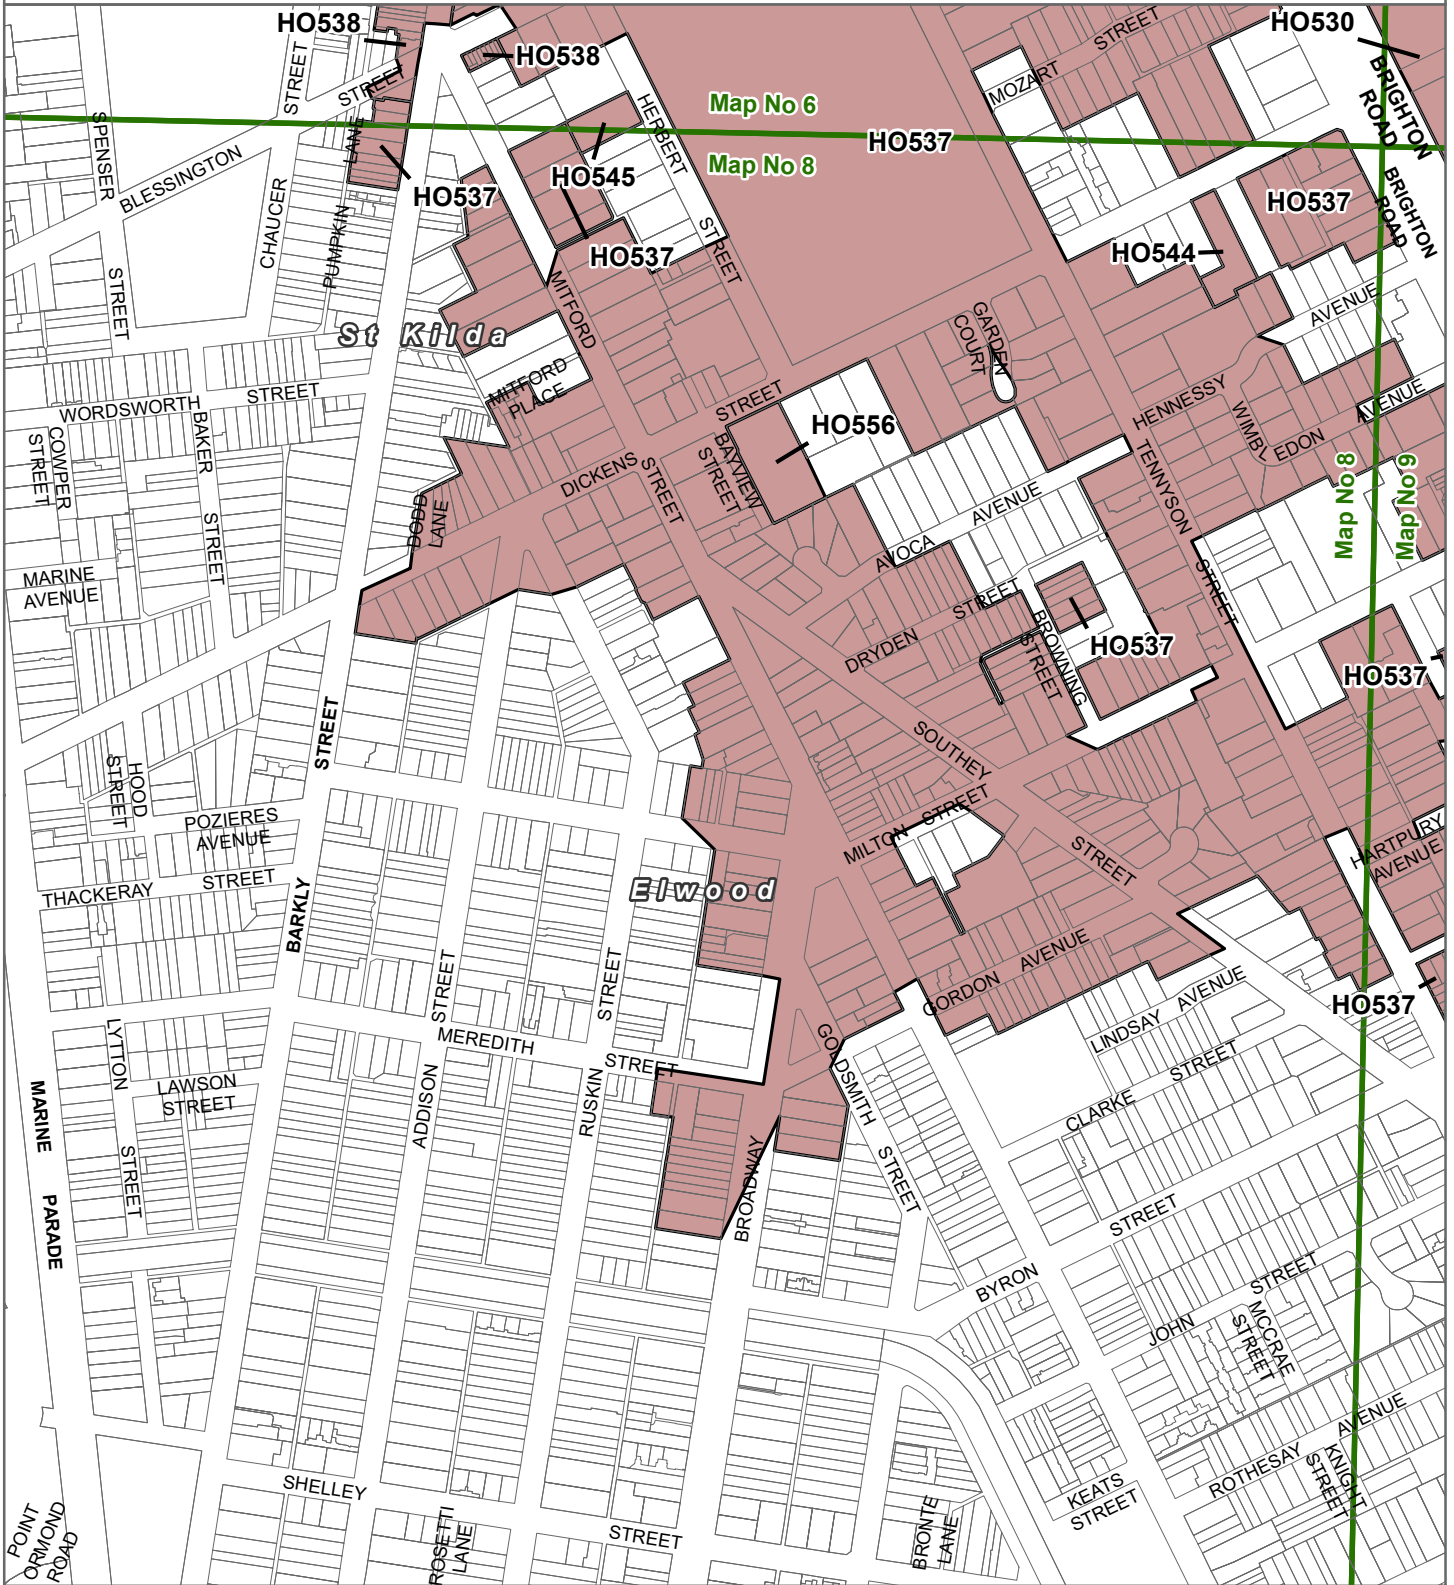 HO538
HO538
HO530
STREET
MOZART
BRIGHTON
ROAD
STREET
STREET
HERBERT
STREET
Map No 6
HO537
Map No 8
SPENSER
STREET
BLESSINGTON
CHAUCER
PUMPKIN
LANE
HO537
HO545
HO537
HO537
BRIGHTON
ROAD
HO544
AVENUE
St Kilda
MITFORD
STREET
MITFORD
PLACE
GARDEN
COURT
HENNESSY
AVENUE
WIMBL
EDON
WORDSWORTH
STREET
BAKER
STREET
COWPER
STREET
STREET
BAYVIEW
STREET
HO556
DICKENS
DODD
LANE
AVOCA
AVENUE
TENNYSON
STREET
Map No 8
Map No 9
MARINE
AVENUE
DRYDEN
STREET
BROWNING
STREET
HO537
HO537
BARKLY
STREET
SOUTHEY
STREET
HOOD
STREET
POZIERES
AVENUE
MILTON
STREET
HARTPURY
AVENUE
THACKERAY
STREET
Elwood
GORDON
AVENUE
HO537
LINDSAY
AVENUE
ADDISON
STREET
RUSKIN
STREET
MEREDITH
STREET
GOLDSMITH
STREET
CLARKE
STREET
LYTTON
STREET
LAWSON
STREET
MARINE
PARADE
BROADWAY
BYRON
STREET
JOHN
STREET
MCCRAE
STREET
ROTHESAY
AVENUE
KNIGHT
STREET
KEATS
STREET
SHELLEY
STREET
ROSETTI
LANE
BRONTE
LANE
POINT
ORMOND
ROAD